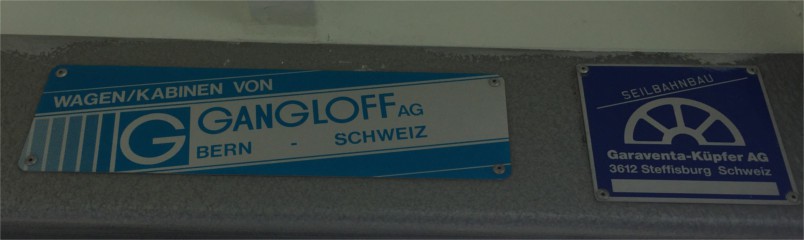 WAGEN/KABINEN VON
G GANGLOFF AG
BERN - SCHWEIZ
SEILBAHNBAU
Garaventa-Küpfer AG
3612 Steffisburg Schweiz